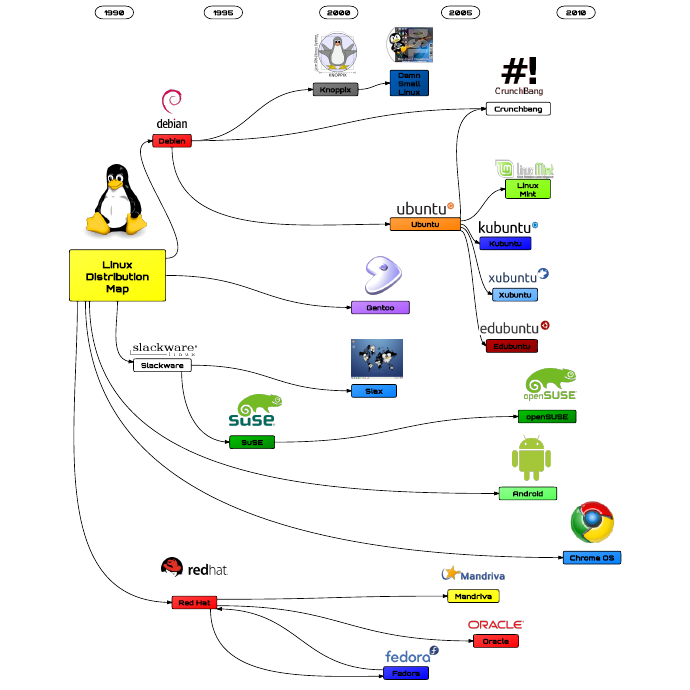 1990
1995
2000
2005
2010
KNOPPIX
Knoppix
Damn
Small
Linux
#!
CrunchBang
Crunchbang
debian
Debian
Linux Mint
Linux
Mint
ubuntu
Ubuntu
kubuntu
Kubuntu
Linux
Distribution
Map
xubuntu
Xubuntu
Gentoo
edubuntu
Edubuntu
slackware
linux
Slackware
Slax
openSUSE
openSUSE
SUSE
SuSE
Android
Chrome OS
redhat.
Red Hat
Mandriva
Mandriva
ORACLE
Oracle
fedora
Fedora